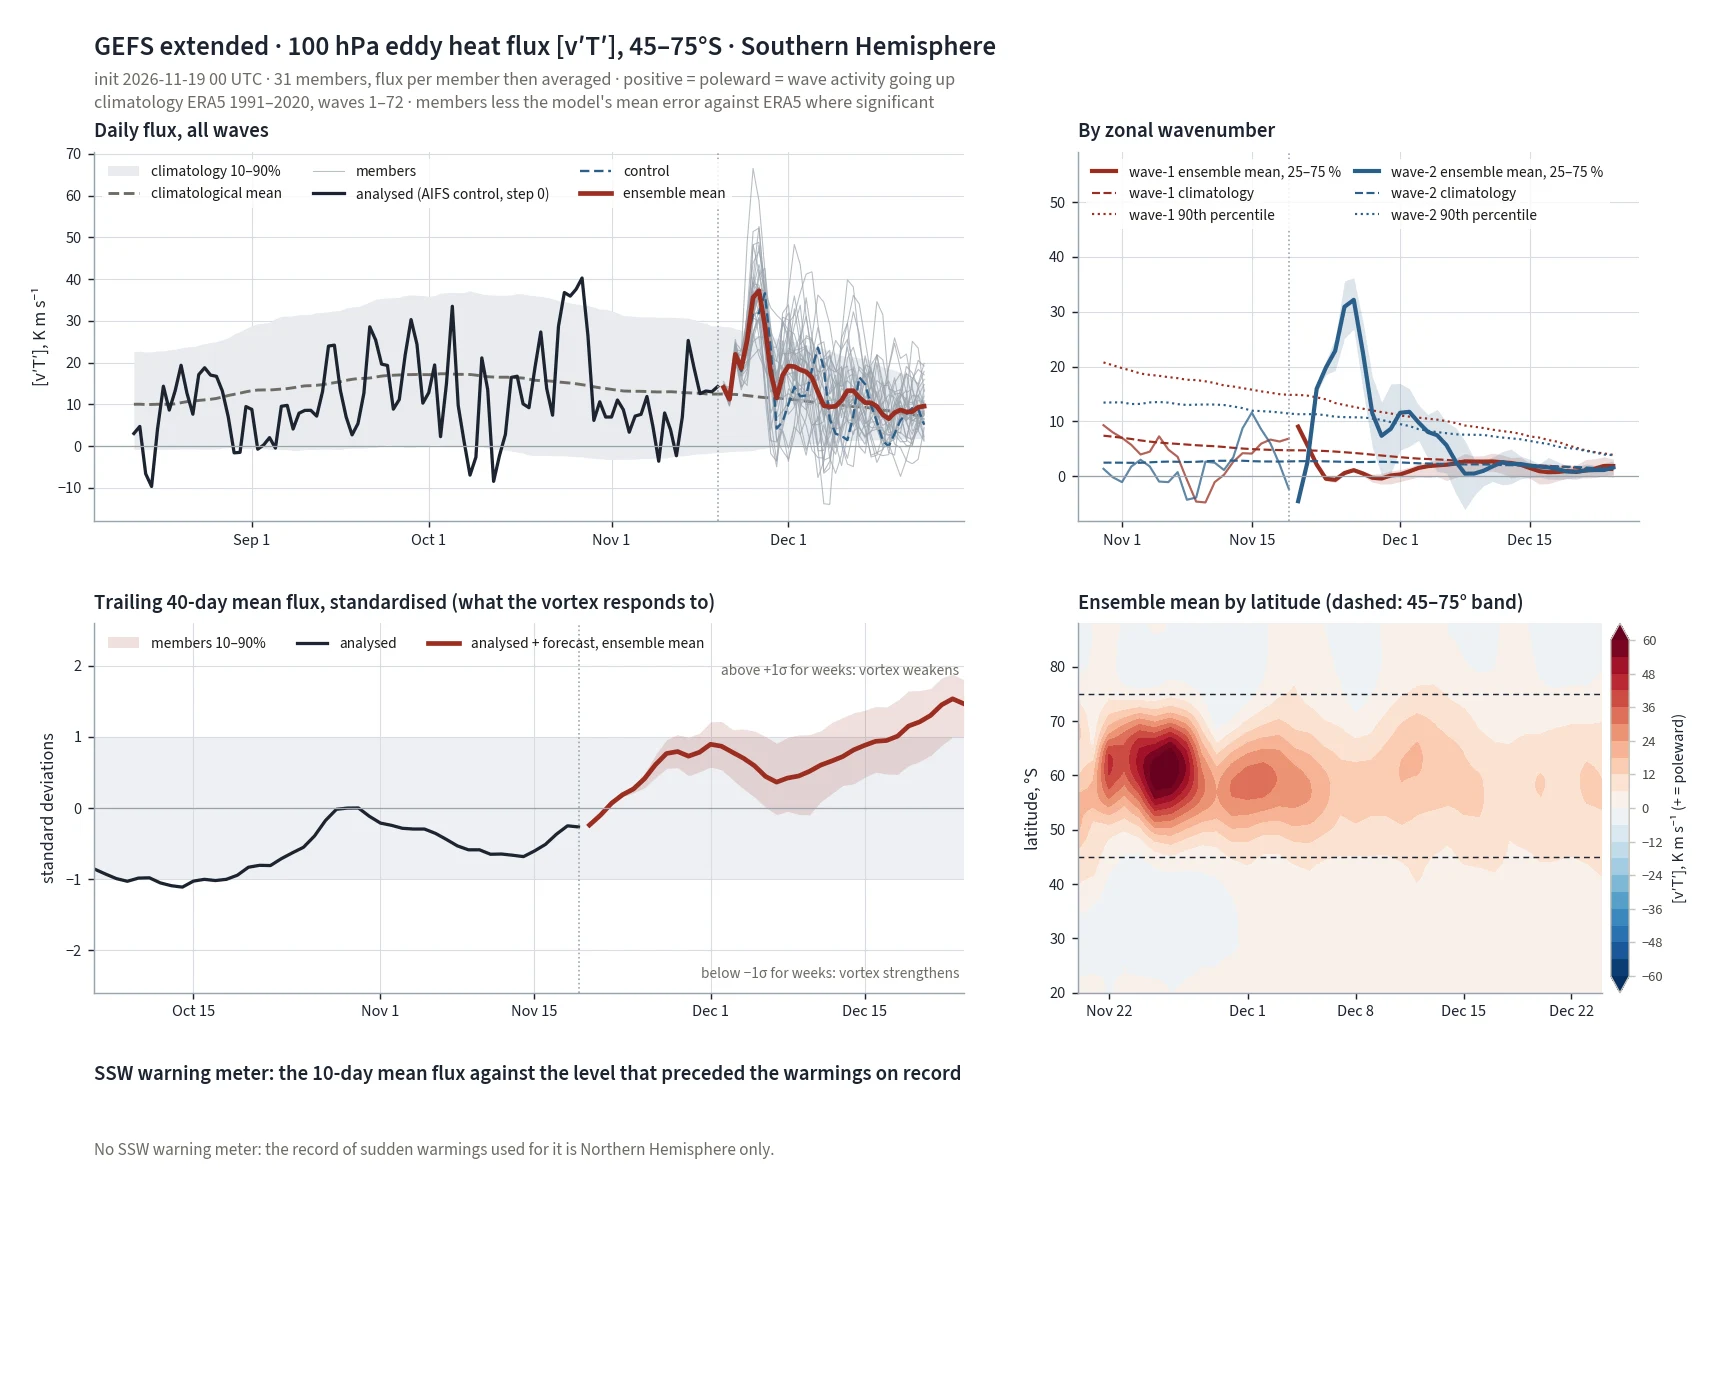 GEFS extended · 100 hPa eddy heat flux [v′T′], 45–75°S · Southern Hemisphere
init 2026-11-19 00 UTC · 31 members, flux per member then averaged · positive = poleward = wave activity going up
climatology ERA5 1991–2020, waves 1–72 · members less the model's mean error against ERA5 where significant
Daily flux, all waves
climatology 10–90%
members
control
climatological mean
analysed (AIFS control, step 0)
ensemble mean
70
60
50
40
30
20
10
0
−10
[v′T′], K m s⁻¹
Sep 1
Oct 1
Nov 1
Dec 1
By zonal wavenumber
wave-1 ensemble mean, 25–75 %
wave-2 ensemble mean, 25–75 %
wave-1 climatology
wave-2 climatology
wave-1 90th percentile
wave-2 90th percentile
50
40
30
20
10
0
Nov 1
Nov 15
Dec 1
Dec 15
Trailing 40-day mean flux, standardised (what the vortex responds to)
members 10–90%
analysed
analysed + forecast, ensemble mean
above +1σ for weeks: vortex weakens
2
1
0
−1
−2
standard deviations
below −1σ for weeks: vortex strengthens
Oct 15
Nov 1
Nov 15
Dec 1
Dec 15
Ensemble mean by latitude (dashed: 45–75° band)
80
70
60
50
40
30
20
latitude, °S
Nov 22
Dec 1
Dec 8
Dec 15
Dec 22
60
48
36
24
12
0
−12
−24
−36
−48
−60
[v′T′], K m s⁻¹ (+ = poleward)
SSW warning meter: the 10-day mean flux against the level that preceded the warmings on record
No SSW warning meter: the record of sudden warmings used for it is Northern Hemisphere only.